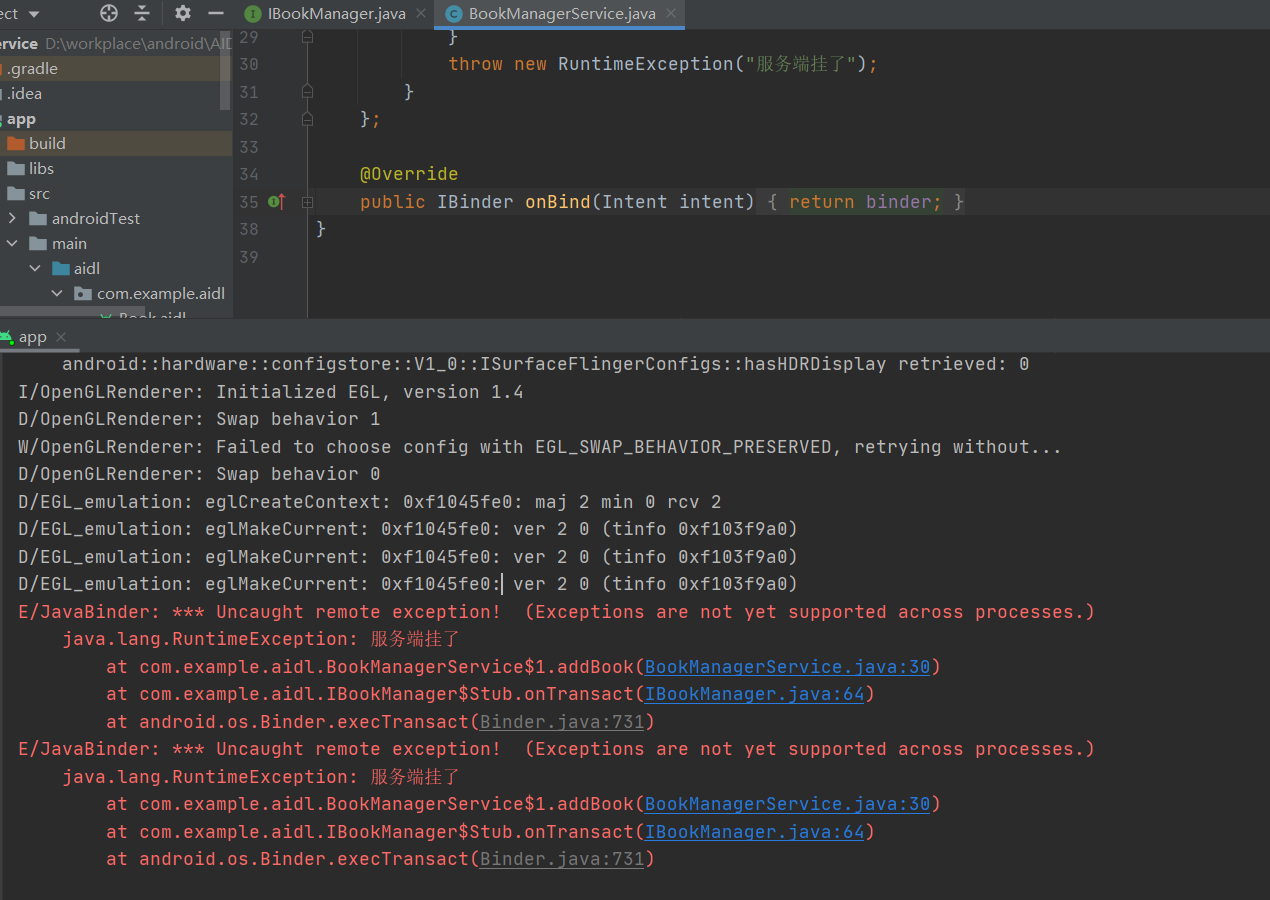 ect
IBookManager.java
BookManagerService.java
ervice D:\workplace\android\AID
.gradle
.idea
app
build
libs
src
androidTest
main
aidl
com.example.aidl
Book.aidl
29 }
30 throw new RuntimeException("服务端挂了");
31 }
32 };
33
34 @Override
35 public IBinder onBind(Intent intent) { return binder; }
38 }
39
app
android::hardware::configstore::V1_0::ISurfaceFlingerConfigs::hasHDRDisplay retrieved: 0
I/OpenGLRenderer: Initialized EGL, version 1.4
D/OpenGLRenderer: Swap behavior 1
W/OpenGLRenderer: Failed to choose config with EGL_SWAP_BEHAVIOR_PRESERVED, retrying without...
D/OpenGLRenderer: Swap behavior 0
D/EGL_emulation: eglCreateContext: 0xf1045fe0: maj 2 min 0 rcv 2
D/EGL_emulation: eglMakeCurrent: 0xf1045fe0: ver 2 0 (tinfo 0xf103f9a0)
D/EGL_emulation: eglMakeCurrent: 0xf1045fe0: ver 2 0 (tinfo 0xf103f9a0)
D/EGL_emulation: eglMakeCurrent: 0xf1045fe0: ver 2 0 (tinfo 0xf103f9a0)
E/JavaBinder: *** Uncaught remote exception!  (Exceptions are not yet supported across processes.)
java.lang.RuntimeException: 服务端挂了
at com.example.aidl.BookManagerService$1.addBook(BookManagerService.java:30)
at com.example.aidl.IBookManager$Stub.onTransact(IBookManager.java:64)
at android.os.Binder.execTransact(Binder.java:731)
E/JavaBinder: *** Uncaught remote exception!  (Exceptions are not yet supported across processes.)
java.lang.RuntimeException: 服务端挂了
at com.example.aidl.BookManagerService$1.addBook(BookManagerService.java:30)
at com.example.aidl.IBookManager$Stub.onTransact(IBookManager.java:64)
at android.os.Binder.execTransact(Binder.java:731)